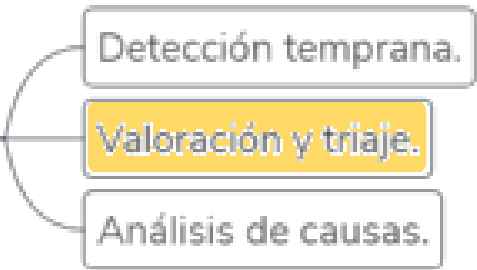 Detección temprana.
Valoración y triaje.
Análisis de causas.